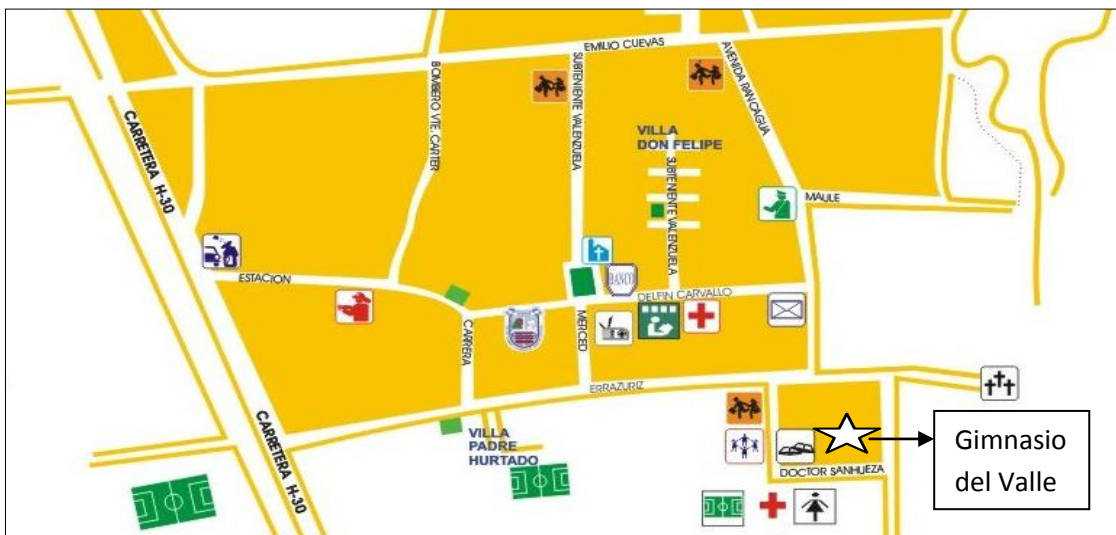 EMILIO CUEVAS
AVENIDA RANCAGUA
SUBTENIENTE VALENZUELA
BOMBERO VTE. CARTER
CARRETERA H-30
VILLA
DON FELIPE
SUBTENIENTE VALENZUELA
MAULE
ESTACION
BANCO
DELFIN CARVALLO
MERCED
CARRERA
ERRAZURIZ
CARRETERA H-30
VILLA
PADRE
HURTADO
DOCTOR SANHUEZA
Gimnasio
del Valle